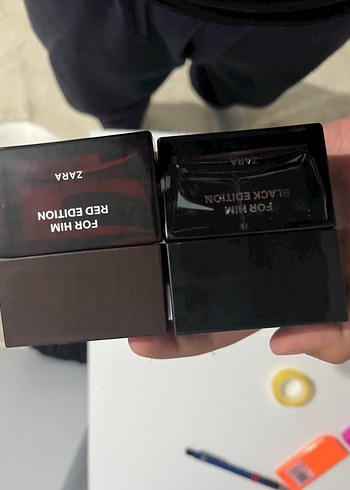 ZARA
FOR HIM
RED EDITION
ZARA
FOR HIM
BLACK EDITION